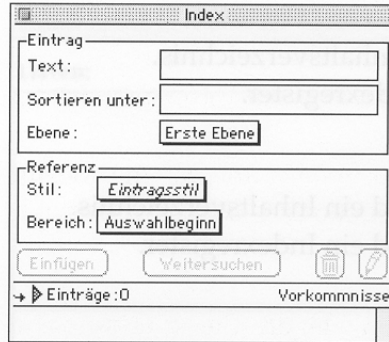 Index
Eintrag
Text:
Sortieren unter:
Ebene: Erste Ebene
Referenz
Stil: Eintragsstil
Bereich: Auswahlbeginn
Einfügen Weitersuchen
Einträge:0 Vorkommnisse